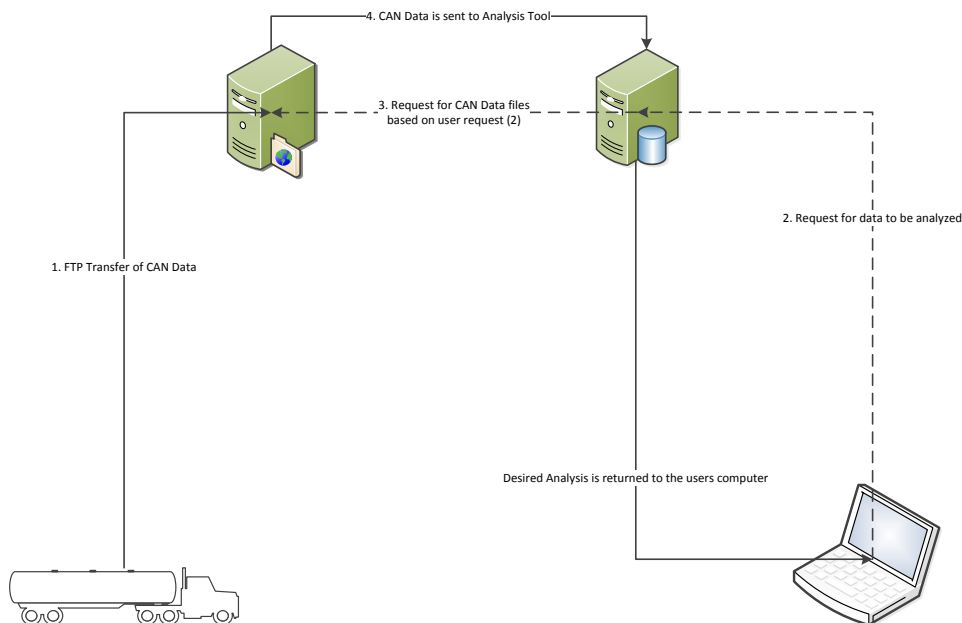 4. CAN Data is sent to Analysis Tool
3. Request for CAN Data files
based on user request (2)
2. Request for data to be analyzed
1. FTP Transfer of CAN Data
Desired Analysis is returned to the users computer